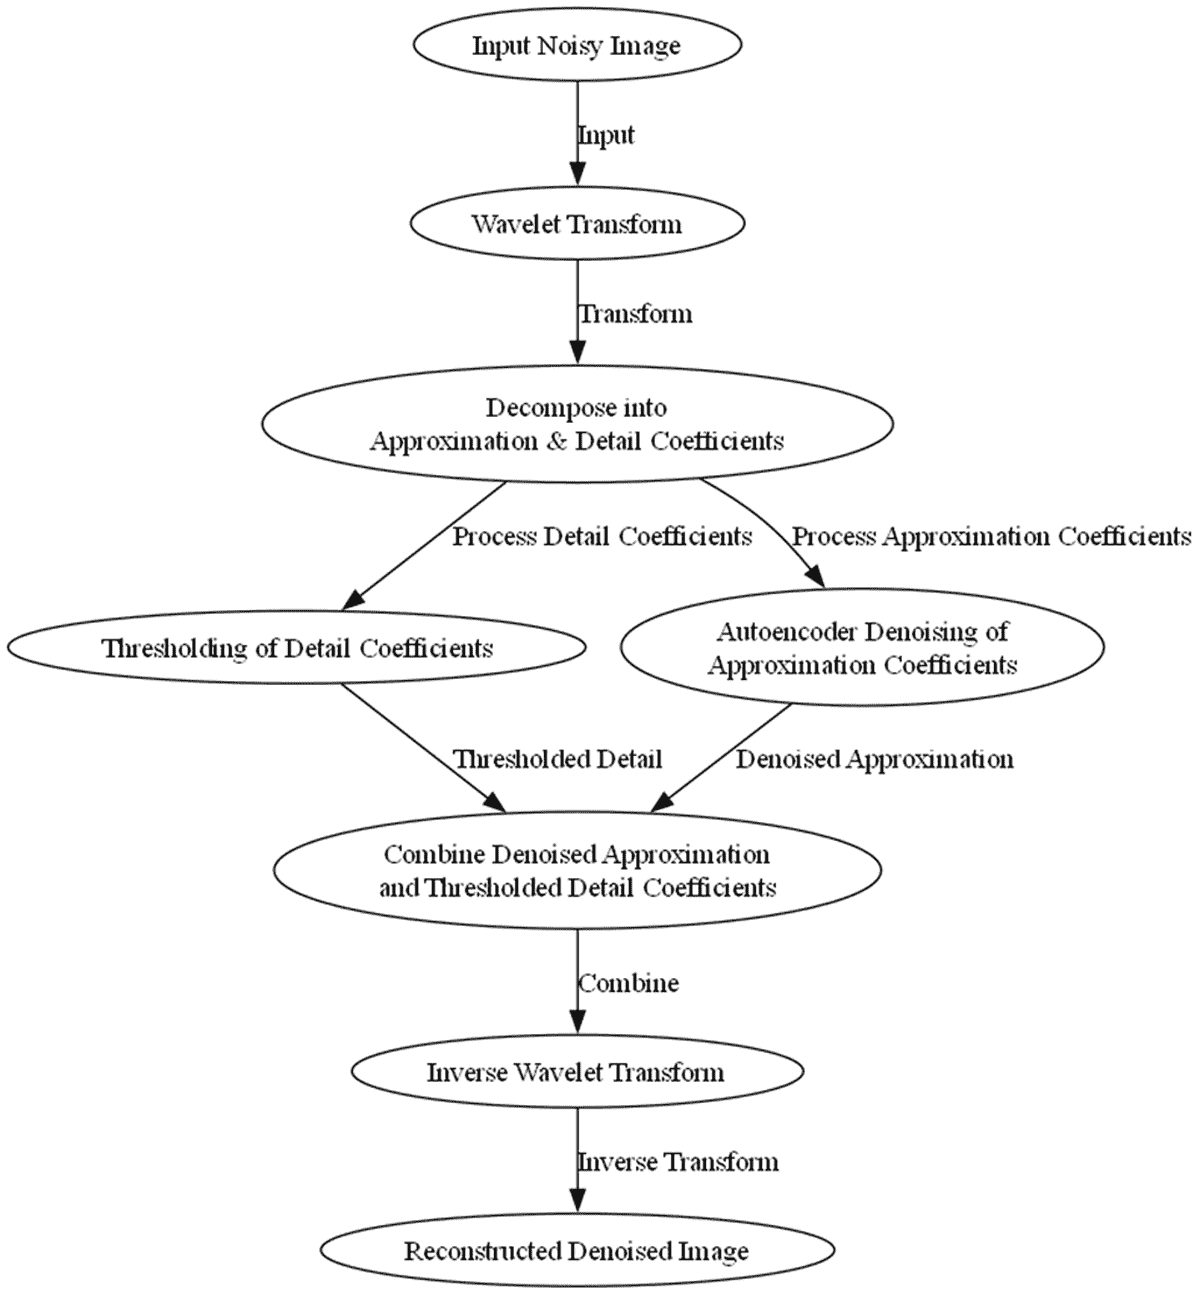 Input Noisy Image
Input
Wavelet Transform
Transform
Decompose into
Approximation & Detail Coefficients
Process Detail Coefficients
Process Approximation Coefficients
Thresholding of Detail Coefficients
Autoencoder Denoising of
Approximation Coefficients
Thresholded Detail
Denoised Approximation
Combine Denoised Approximation
and Thresholded Detail Coefficients
Combine
Inverse Wavelet Transform
Inverse Transform
Reconstructed Denoised Image